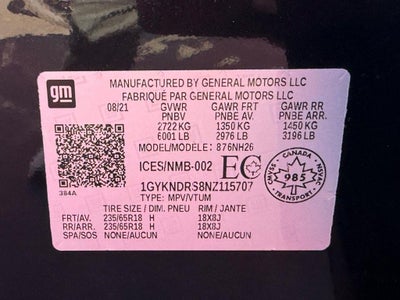 gm
MANUFACTURED BY GENERAL MOTORS LLC
FABRIQUÉ PAR GENERAL MOTORS LLC
08/21 GVWR GAWR FRT GAWR RR
PNBV PNBE AV. PNBE ARR.
2722 KG 1350 KG 1450 KG
6001 LB 2976 LB 3196 LB
MODEL/MODÈLE: 876NH26
ICES/NMB-002 EC
CANADA
985
384A
1GYKNDRS8NZ115707
TYPE: MPV/VTUM
TIRE SIZE / DIM. PNEU RIM / JANTE
FRT/AV. 235/65R18 H 18X8J
RR/ARR. 235/65R18 H 18X8J
SPA/SOS NONE/AUCUN NONE/AUCUN